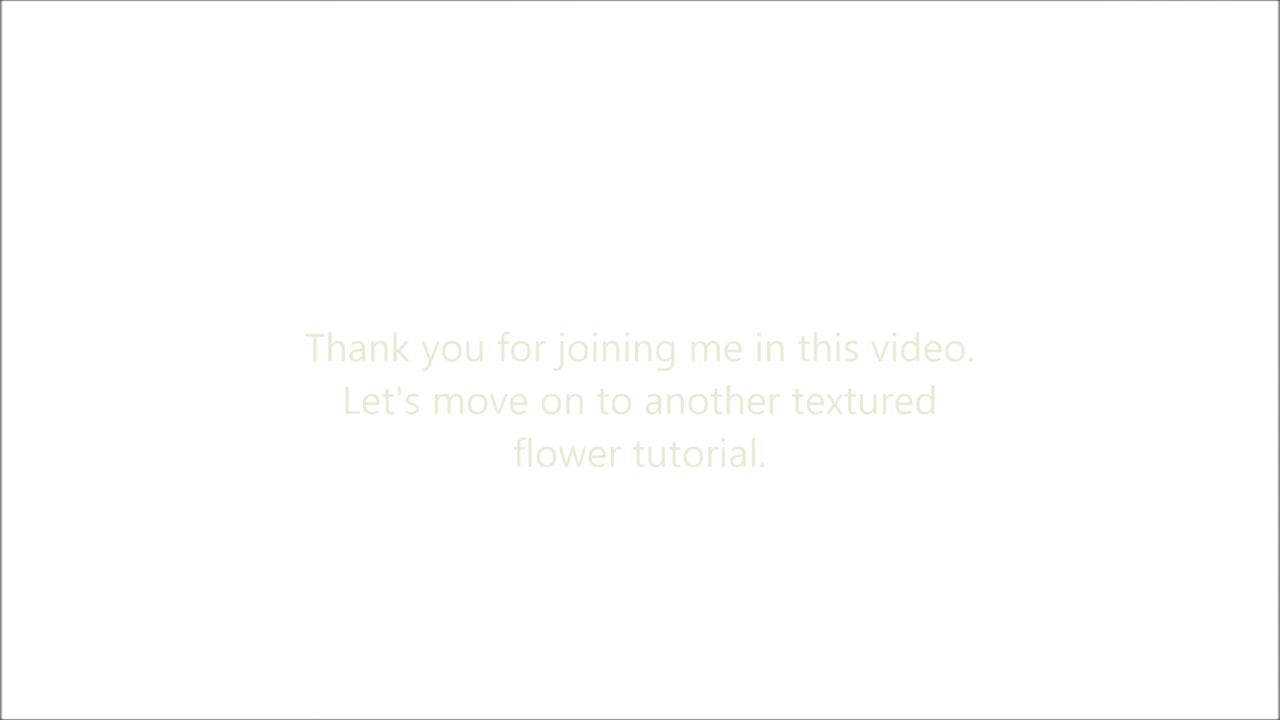 Thank you for joining me in this video.
Let's move on to another textured
flower tutorial.